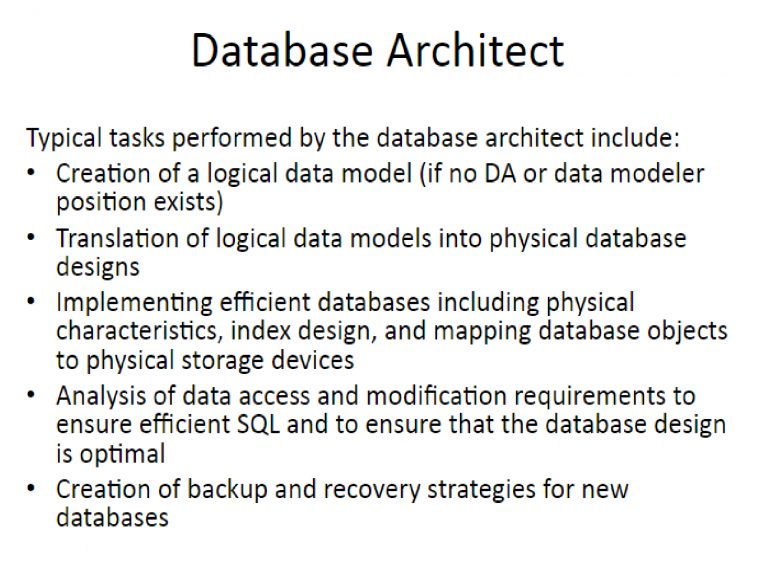 Database Architect
Typical tasks performed by the database architect include:
• Creation of a logical data model (if no DA or data modeler
position exists)
• Translation of logical data models into physical database
designs
• Implementing efficient databases including physical
characteristics, index design, and mapping database objects
to physical storage devices
• Analysis of data access and modification requirements to
ensure efficient SQL and to ensure that the database design
is optimal
• Creation of backup and recovery strategies for new
databases